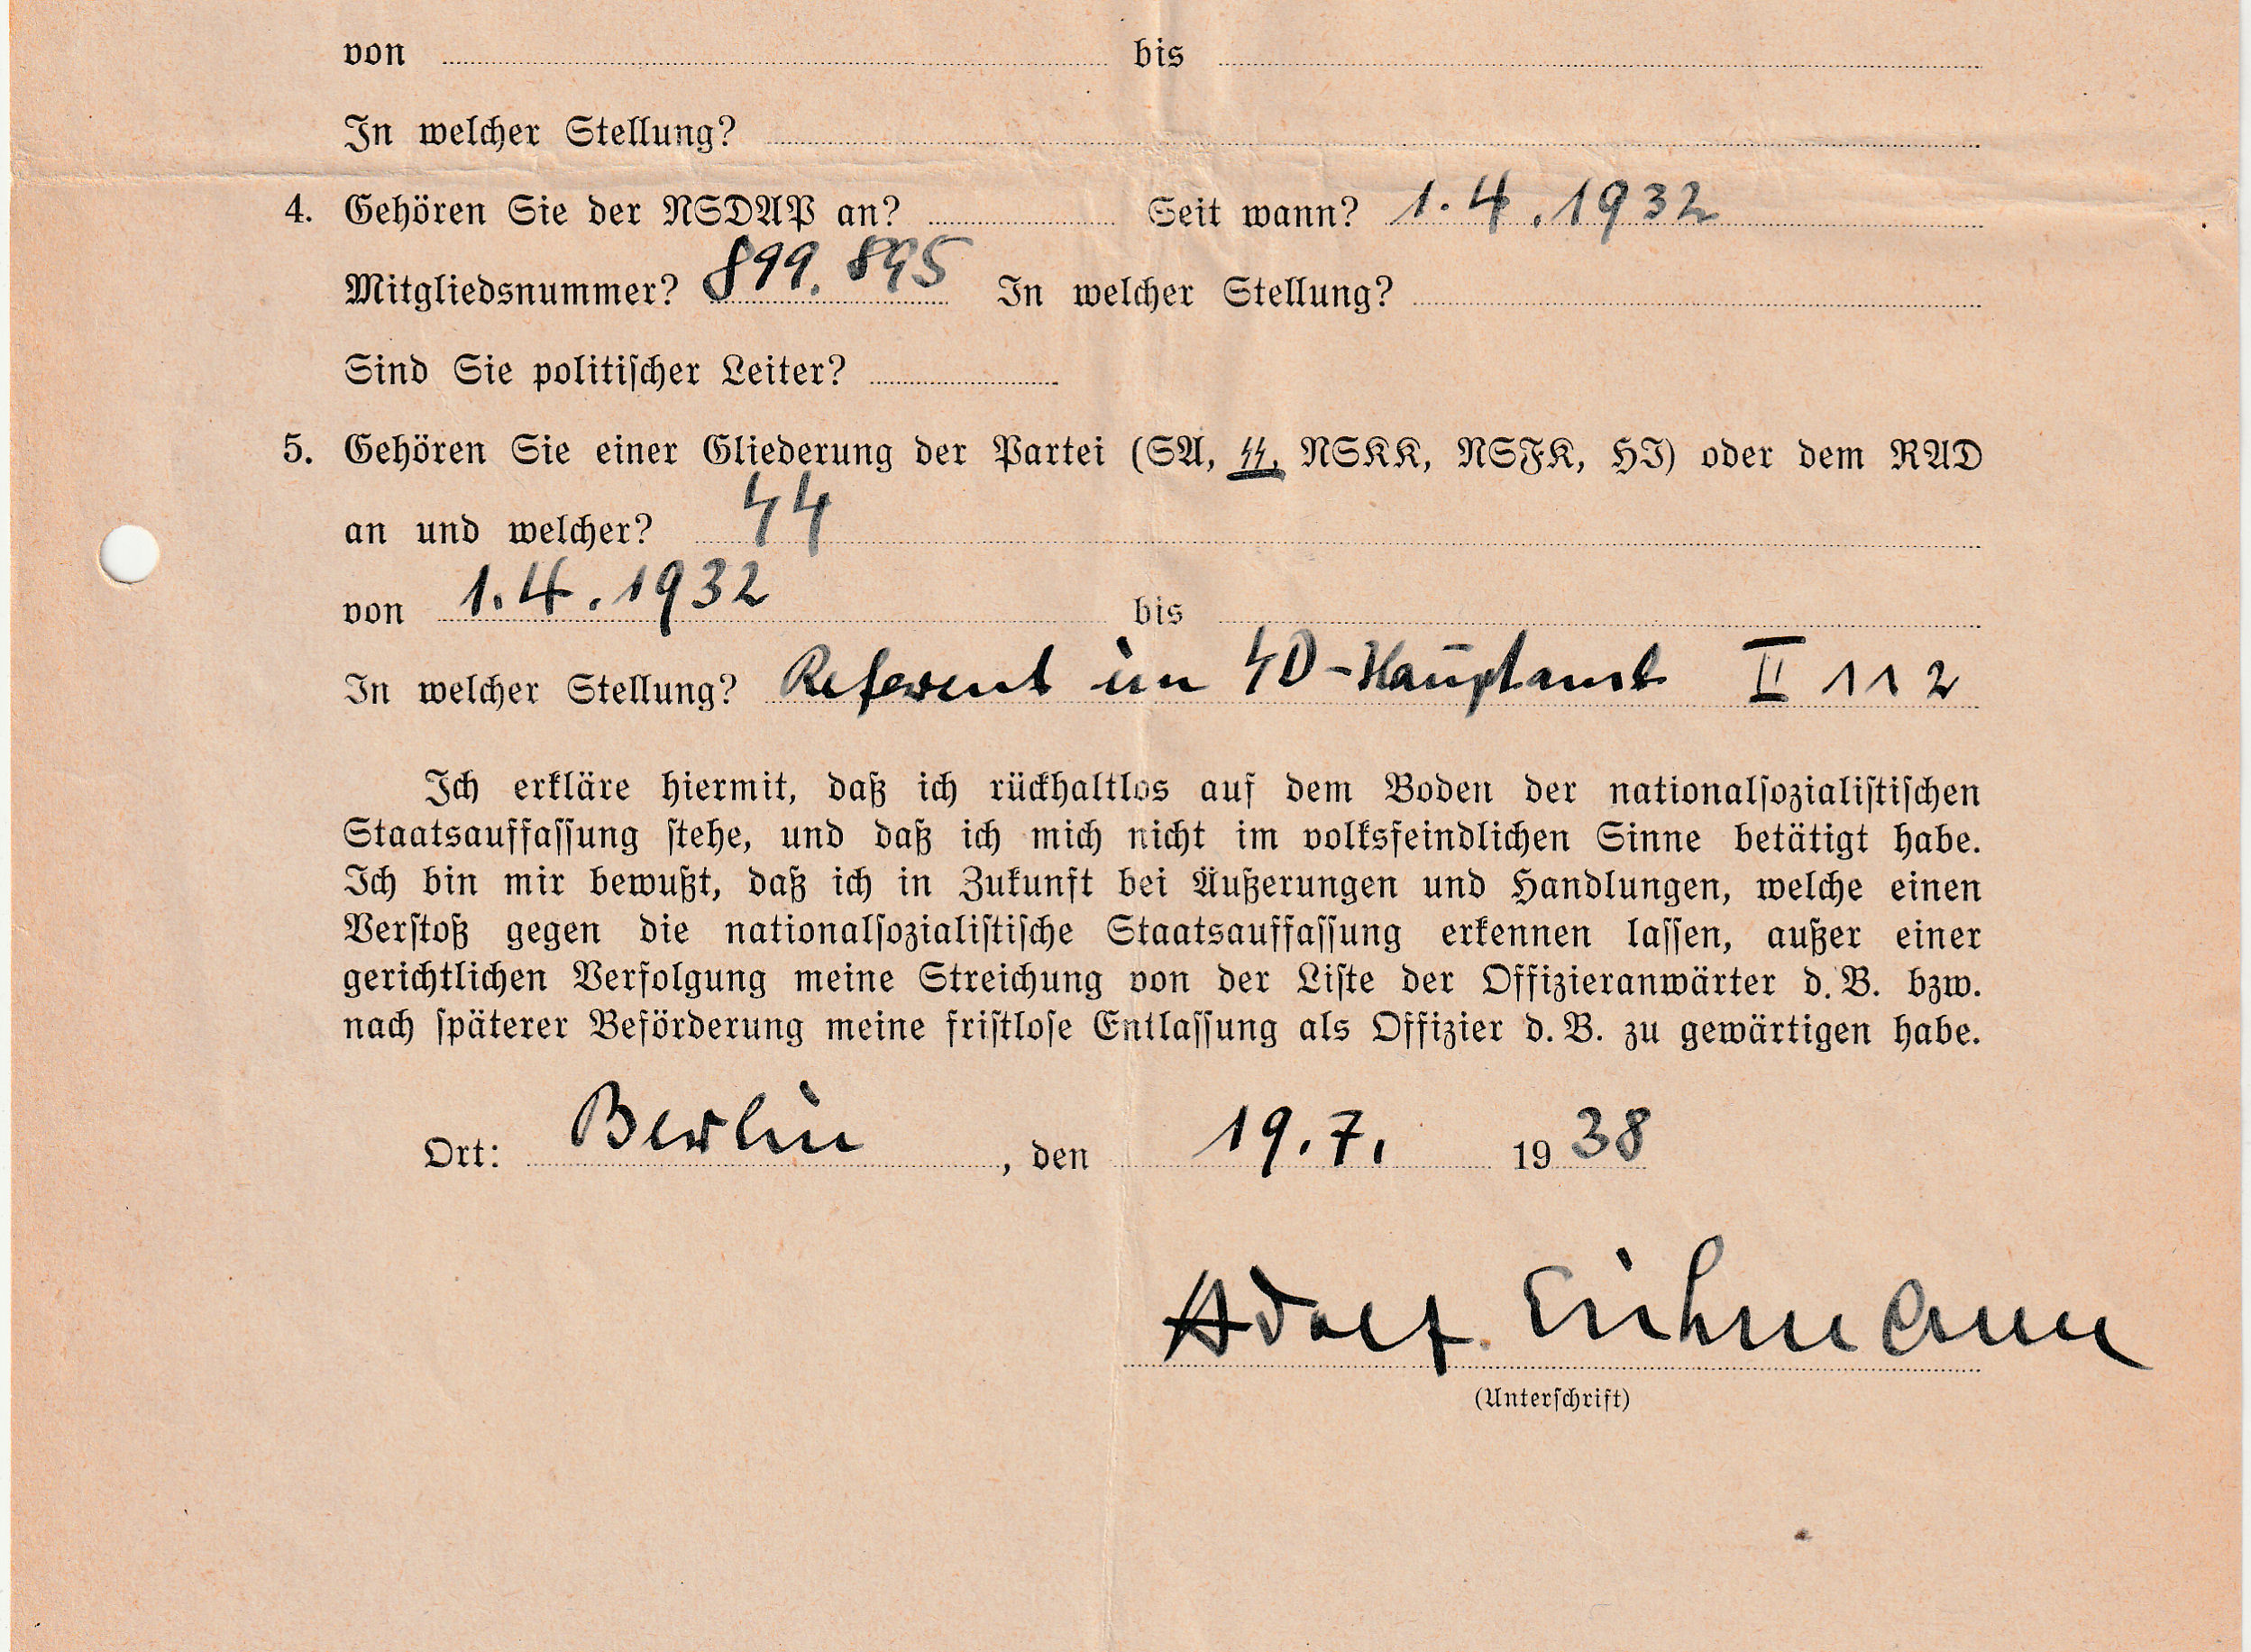 von bis
In welcher Stellung?
4. Gehören Sie der NSDAP an? Seit wann? 1.4.1932
Mitgliedsnummer? 899.895 In welcher Stellung?
Sind Sie politischer Leiter?
5. Gehören Sie einer Gliederung der Partei (SA, ᛋᛋ, NSKK, NSFK, HJ) oder dem RAD
an und welcher? ᛋᛋ
von 1.4.1932 bis
In welcher Stellung? Referent im SD-Hauptamt II 112
Ich erkläre hiermit, daß ich rückhaltlos auf dem Boden der nationalsozialistischen
Staatsauffassung stehe, und daß ich mich nicht im volksfeindlichen Sinne betätigt habe.
Ich bin mir bewußt, daß ich in Zukunft bei Äußerungen und Handlungen, welche einen
Verstoß gegen die nationalsozialistische Staatsauffassung erkennen lassen, außer einer
gerichtlichen Verfolgung meine Streichung von der Liste der Offizieranwärter d. B. bzw.
nach späterer Beförderung meine fristlose Entlassung als Offizier d. B. zu gewärtigen habe.
Ort: Berlin, den 19.7. 1938
Adolf Eichmann
(Unterschrift)